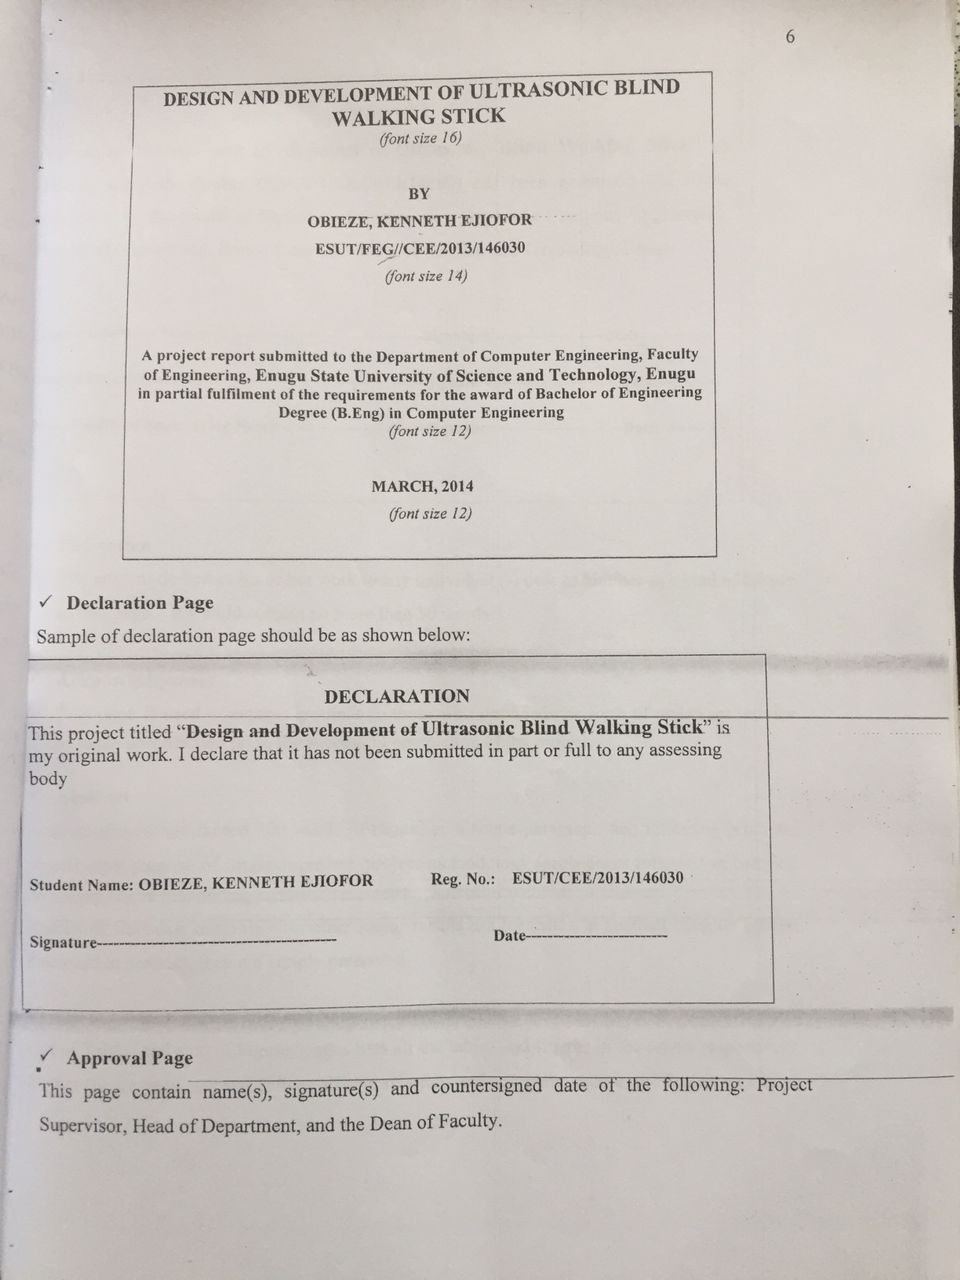 6
DESIGN AND DEVELOPMENT OF ULTRASONIC BLIND
WALKING STICK
(font size 16)
BY
OBIEZE, KENNETH EJIOFOR
ESUT/FEG//CEE/2013/146030
(font size 14)
A project report submitted to the Department of Computer Engineering, Faculty
of Engineering, Enugu State University of Science and Technology, Enugu
in partial fulfilment of the requirements for the award of Bachelor of Engineering
Degree (B.Eng) in Computer Engineering
(font size 12)
MARCH, 2014
(font size 12)
✓ Declaration Page
Sample of declaration page should be as shown below:
DECLARATION
This project titled “Design and Development of Ultrasonic Blind Walking Stick” is
my original work. I declare that it has not been submitted in part or full to any assessing
body
Student Name: OBIEZE, KENNETH EJIOFOR Reg. No.: ESUT/CEE/2013/146030
Signature------------------------------------------- Date-------------------------
✓ Approval Page
This page contain name(s), signature(s) and countersigned date of the following: Project
Supervisor, Head of Department, and the Dean of Faculty.